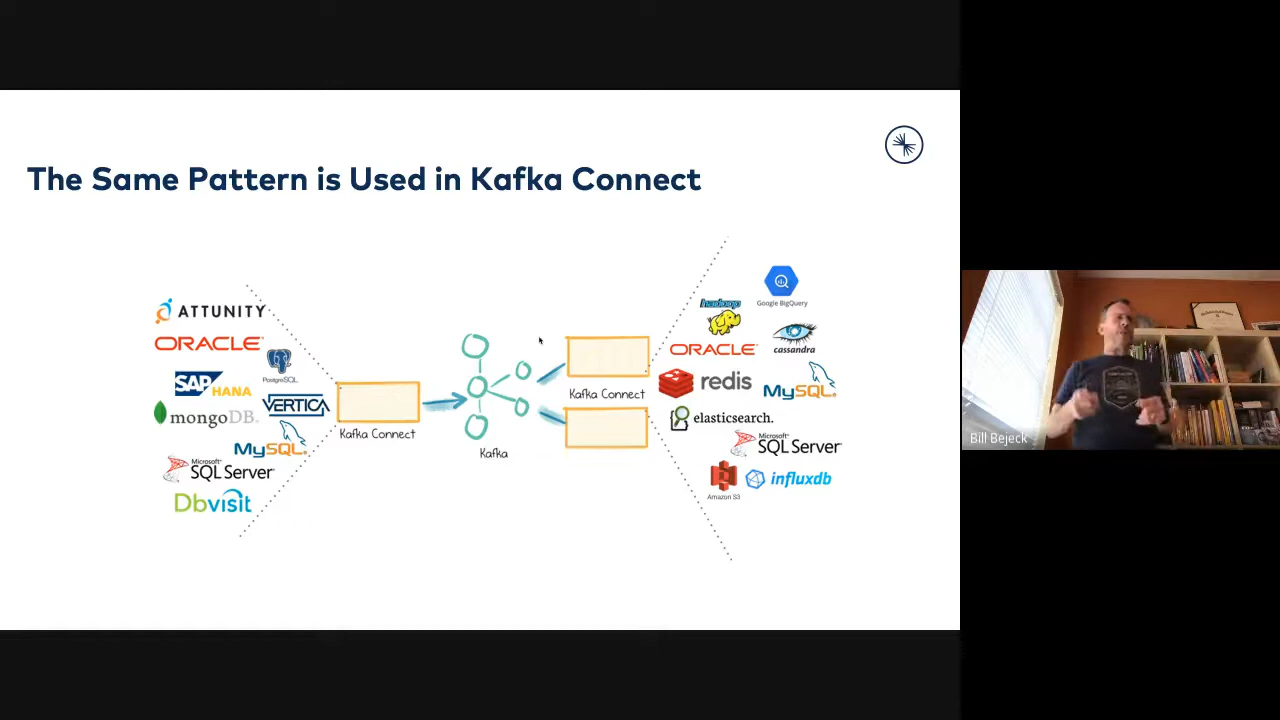 The Same Pattern is Used in Kafka Connect
ATTUNITY
ORACLE
PostgreSQL
SAP HANA
VERTICA
mongoDB
MySQL
Microsoft
SQL Server
Dbvisit
Kafka Connect
Kafka
Kafka Connect
hadoop
Google BigQuery
ORACLE
cassandra
redis
MySQL
elasticsearch.
Microsoft
SQL Server
Amazon S3
influxdb
Bill Bejeck